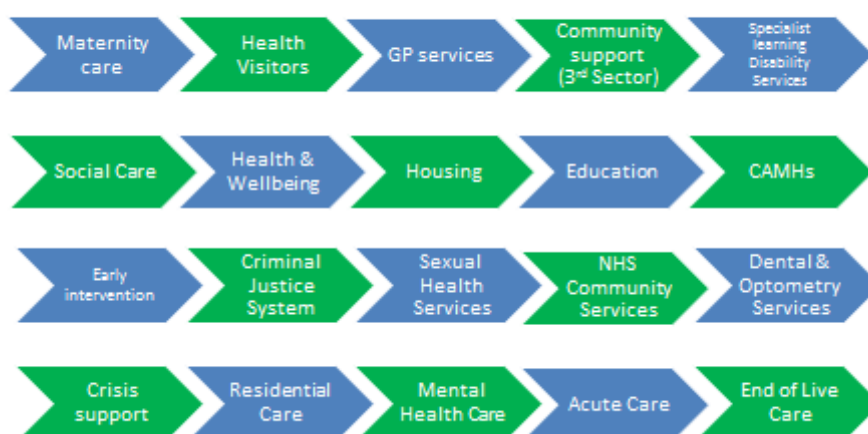 Maternity
care
Health
Visitors
GP services
Community
support
(3rd Sector)
Specialist
learning
Disability
Services
Social Care
Health &
Wellbeing
Housing
Education
CAMHs
Early
intervention
Criminal
Justice
System
Sexual
Health
Services
NHS
Community
Services
Dental &
Optometry
Services
Crisis
support
Residential
Care
Mental
Health Care
Acute Care
End of Live
Care